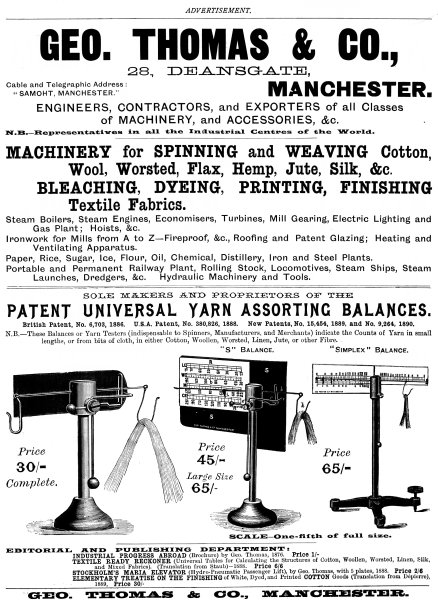 ADVERTISEMENT.
GEO. THOMAS & CO.,
28, DEANSGATE,
Cable and Telegraphic Address:
"SAMOHT, MANCHESTER."
MANCHESTER.
ENGINEERS, CONTRACTORS, and EXPORTERS of all Classes
of MACHINERY, and ACCESSORIES, &c.
N.B.—Representatives in all the Industrial Centres of the World.
MACHINERY for SPINNING and WEAVING Cotton,
Wool, Worsted, Flax, Hemp, Jute, Silk, &c.
BLEACHING, DYEING, PRINTING, FINISHING
Textile Fabrics.
Steam Boilers, Steam Engines, Economisers, Turbines, Mill Gearing, Electric Lighting and
Gas Plant; Hoists, &c.
Ironwork for Mills from A to Z—Fireproof, &c., Roofing and Patent Glazing; Heating and
Ventilating Apparatus.
Paper, Rice, Sugar, Ice, Flour, Oil, Chemical, Distillery, Iron and Steel Plants.
Portable and Permanent Railway Plant, Rolling Stock, Locomotives, Steam Ships, Steam
Launches, Dredgers, &c. Hydraulic Machinery and Tools.
SOLE MAKERS AND PROPRIETORS OF THE
PATENT UNIVERSAL YARN ASSORTING BALANCES.
British Patent, No. 6,703, 1886. U.S.A. Patent, No. 380,826, 1888. New Patents, No. 15,454, 1889, and No. 9,264, 1890.
N.B.—These Balances or Yarn Testers (indispensable to Spinners, Manufacturers, and Merchants) indicate the Counts of Yarn in small
lengths, or from bits of cloth, in either Cotton, Woollen, Worsted, Linen, Jute, or other Fibre.
"S" BALANCE.
"SIMPLEX" BALANCE.
S
S
Price
30/-
Complete.
Price
45/-
Large Size
65/-
Price
65/-
SCALE—One-fifth of full size.
EDITORIAL AND PUBLISHING DEPARTMENT:
INDUSTRIAL PROGRESS ABROAD (Brochure) by Geo. Thomas, 1876. Price 1/-
TEXTILE READY RECKONER (Universal Tables for Calculating the Structures of Cotton, Woollen, Worsted, Linen, Silk,
and Mixed Fabrics). (Translation from Staub)—1886. Price 6/6
STOCKHOLM'S MARIA ELEVATOR (Hydro-Pneumatic Passenger Lift), by Geo. Thomas, with 5 plates, 1888. Price 2/6
ELEMENTARY TREATISE ON THE FINISHING of White, Dyed, and Printed COTTON Goods (Translation from Dépierre),
1889, Price 30/-
GEO. THOMAS & CO., MANCHESTER.